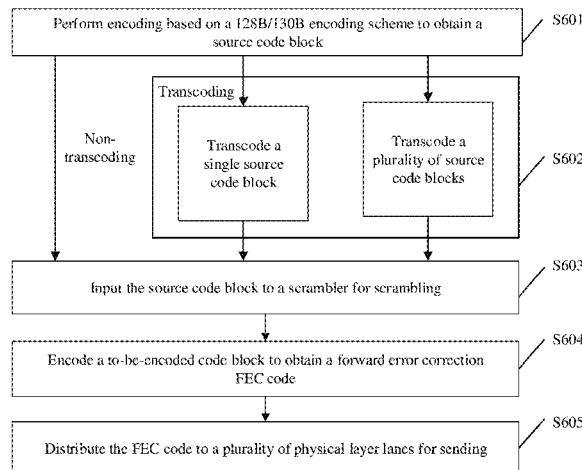 Perform encoding based on a 128B/130B encoding scheme to obtain a
source code block
S601
Transcoding
Non-
transcoding
Transcode a
single source
code block
Transcode a
plurality of source
code blocks
S602
S603
Input the source code block to a scrambler for scrambling
S604
Encode a to-be-encoded code block to obtain a forward error correction
FEC code
S605
Distribute the FEC code to a plurality of physical layer lanes for sending